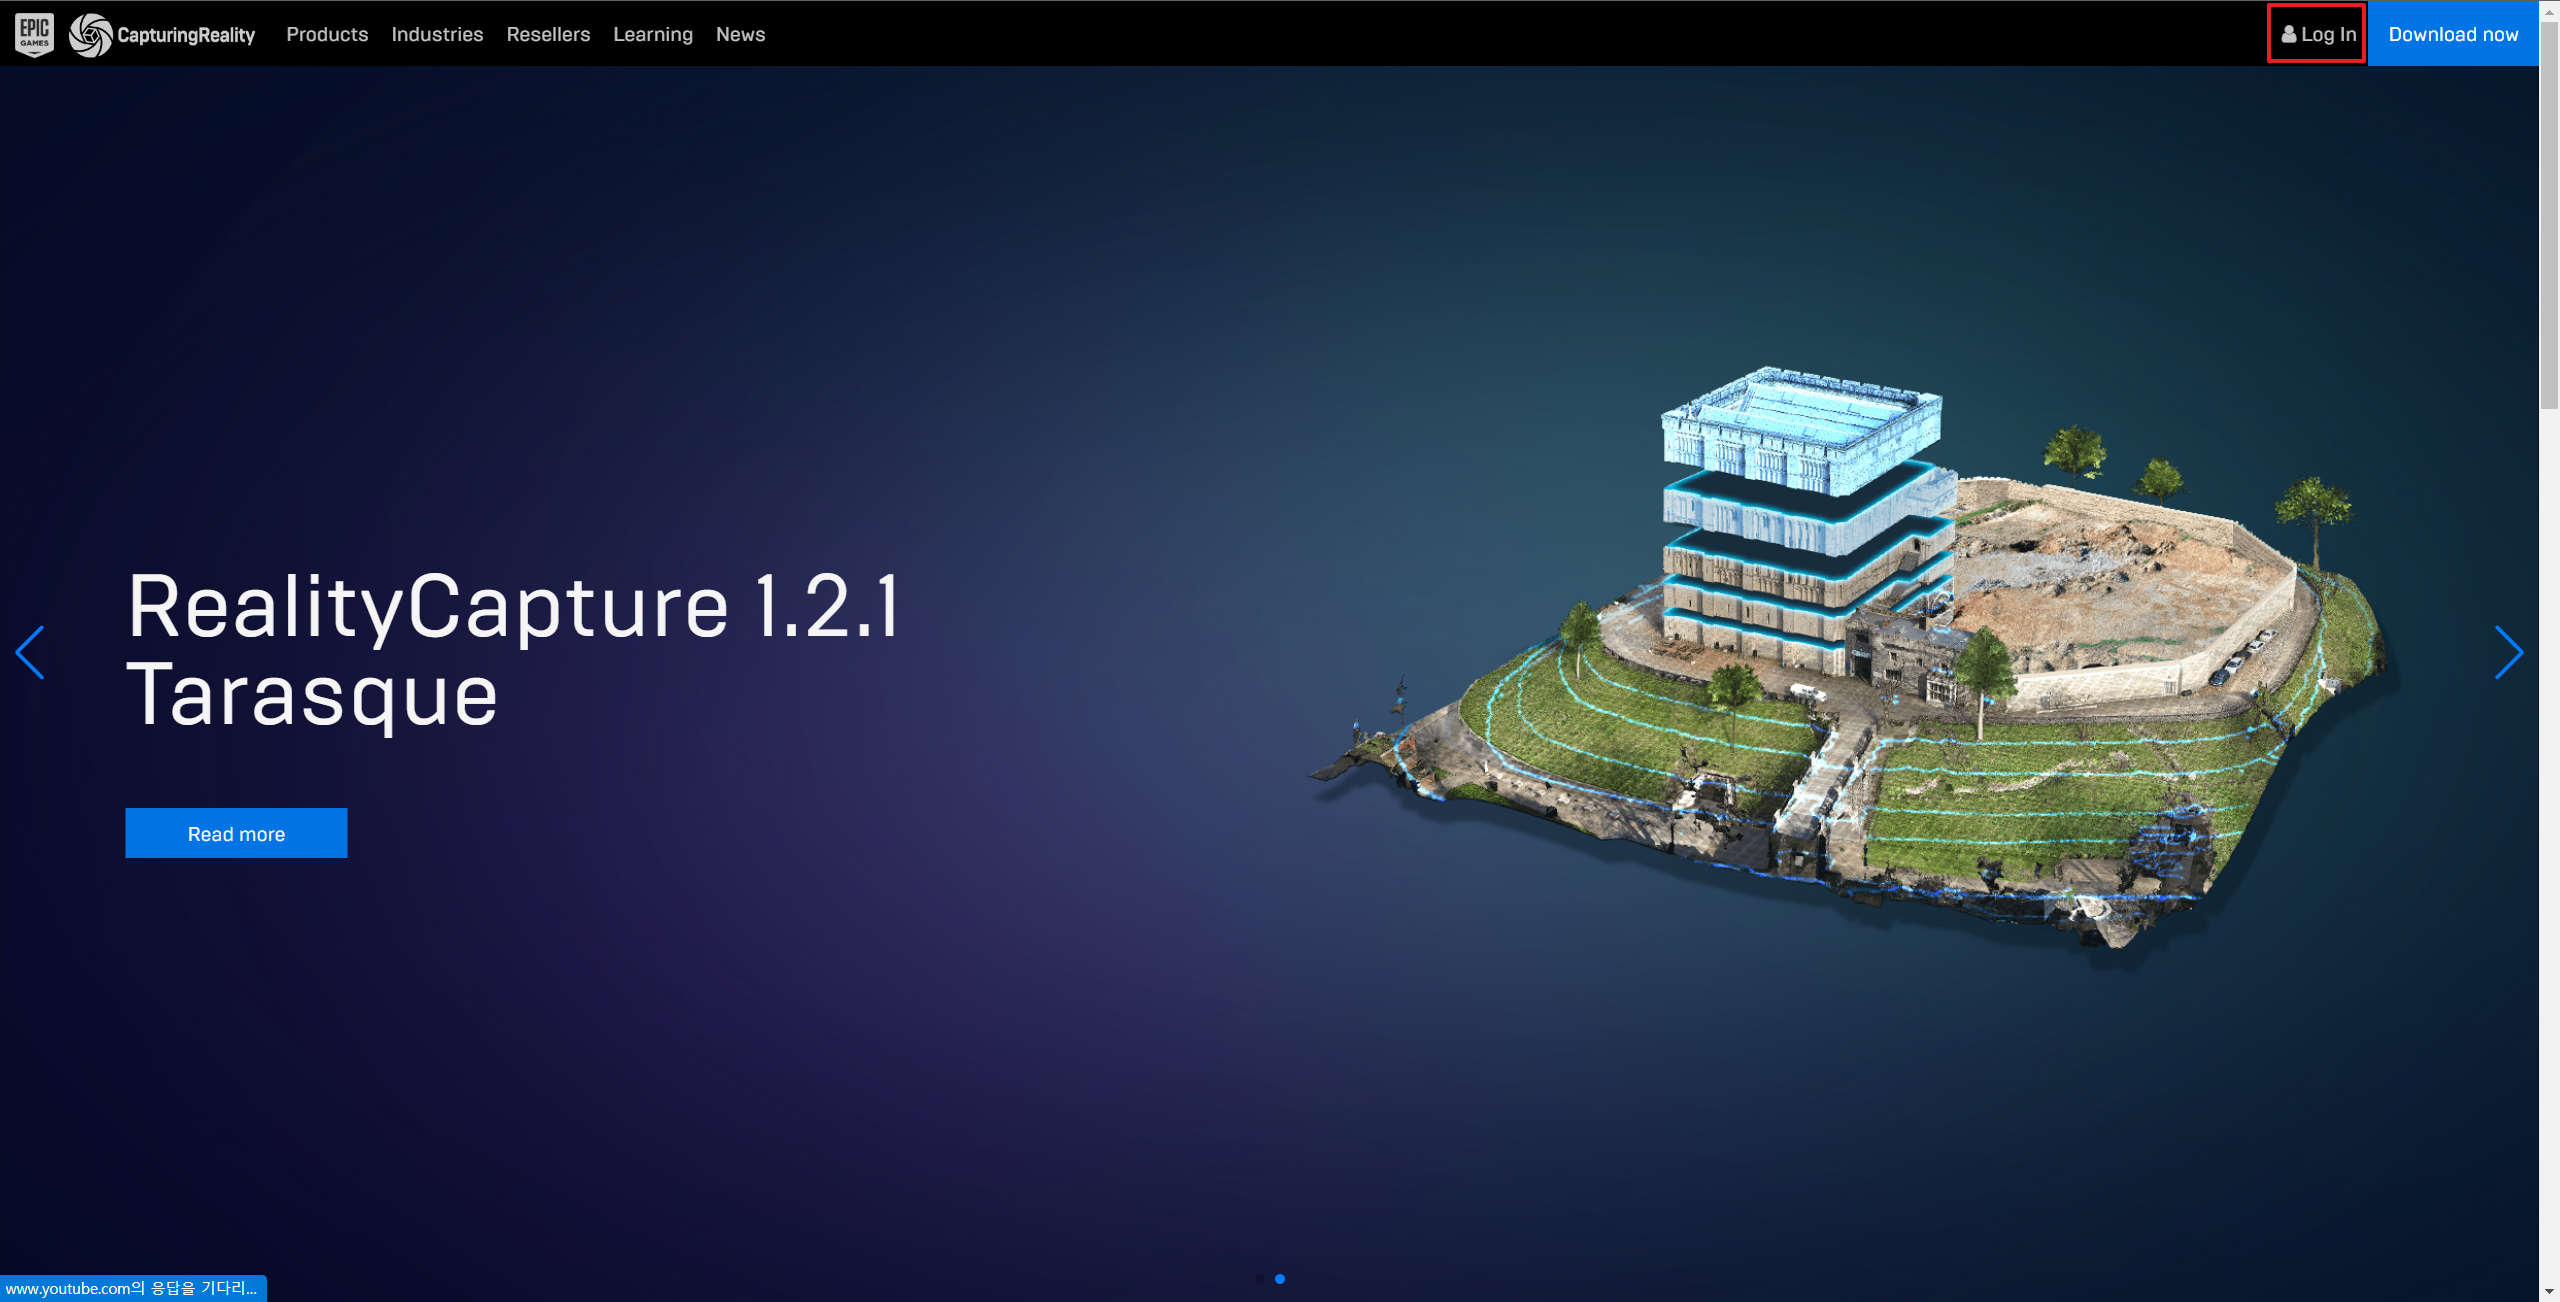 EPIC
GAMES
CapturingReality
Products
Industries
Resellers
Learning
News
Log In
Download now
RealityCapture 1.2.1
Tarasque
Read more
www.youtube.com의 응답을 기다리...